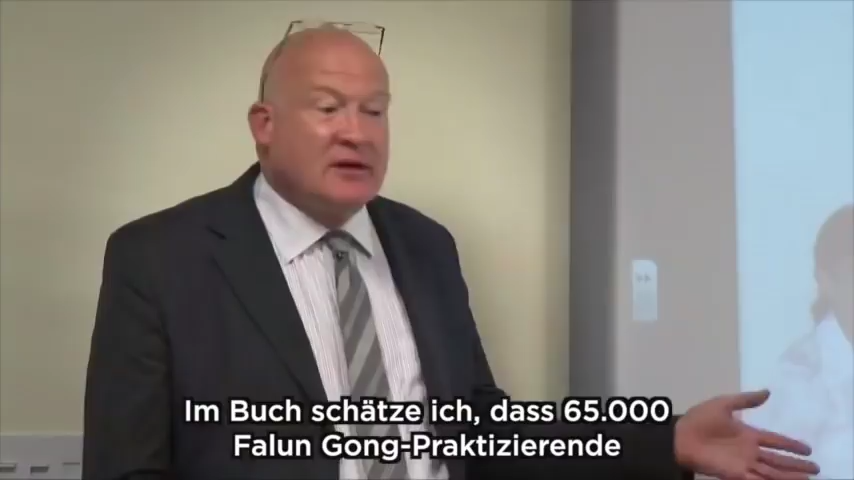 Im Buch schätze ich, dass 65.000
Falun Gong-Praktizierende